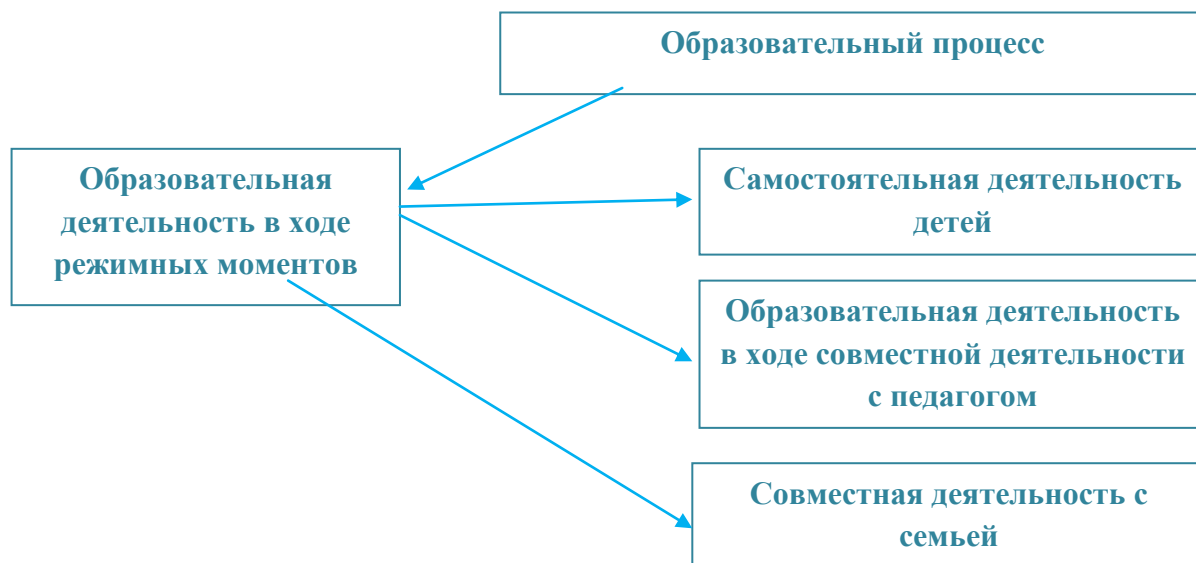 Образовательный процесс
Образовательная
деятельность в ходе
режимных моментов
Самостоятельная деятельность
детей
Образовательная деятельность
в ходе совместной деятельности
с педагогом
Совместная деятельность с
семьей